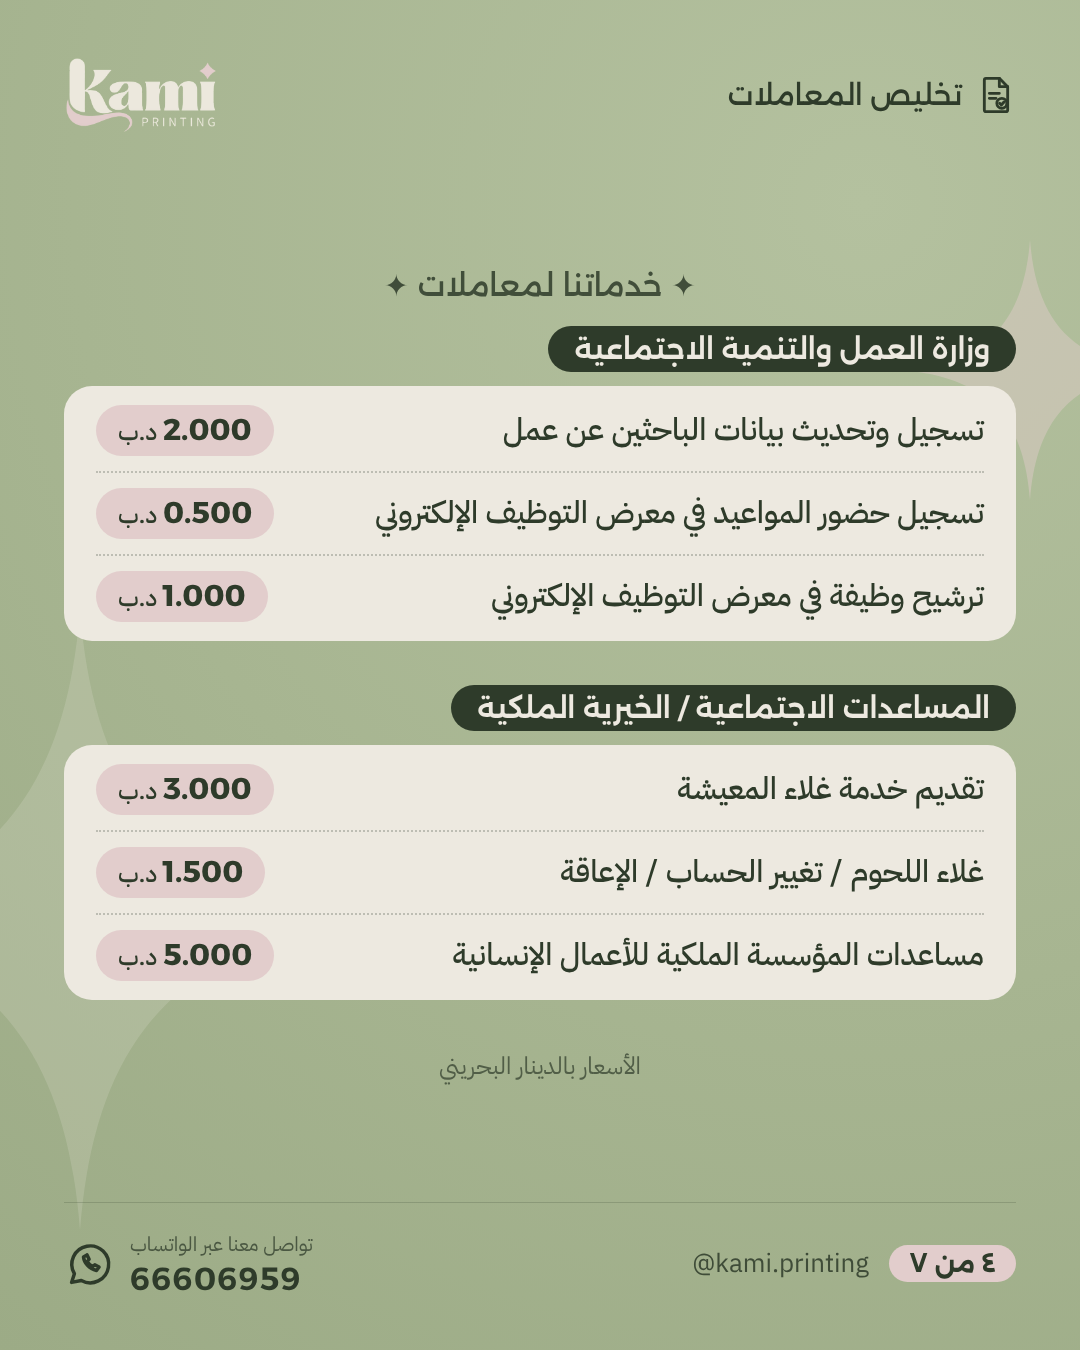 تخليص المعاملات
Kami
PRINTING
✦ خدماتنا لمعاملات ✦
وزارة العمل والتنمية الاجتماعية
تسجيل وتحديث بيانات الباحثين عن عمل 2.000 د.ب
تسجيل حضور المواعيد في معرض التوظيف الإلكتروني 0.500 د.ب
ترشيح وظيفة في معرض التوظيف الإلكتروني 1.000 د.ب
المساعدات الاجتماعية / الخيرية الملكية
تقديم خدمة غلاء المعيشة 3.000 د.ب
غلاء اللحوم / تغيير الحساب / الإعاقة 1.500 د.ب
مساعدات المؤسسة الملكية للأعمال الإنسانية 5.000 د.ب
الأسعار بالدينار البحريني
٤ من ٧ @kami.printing
تواصل معنا عبر الواتساب
66606959